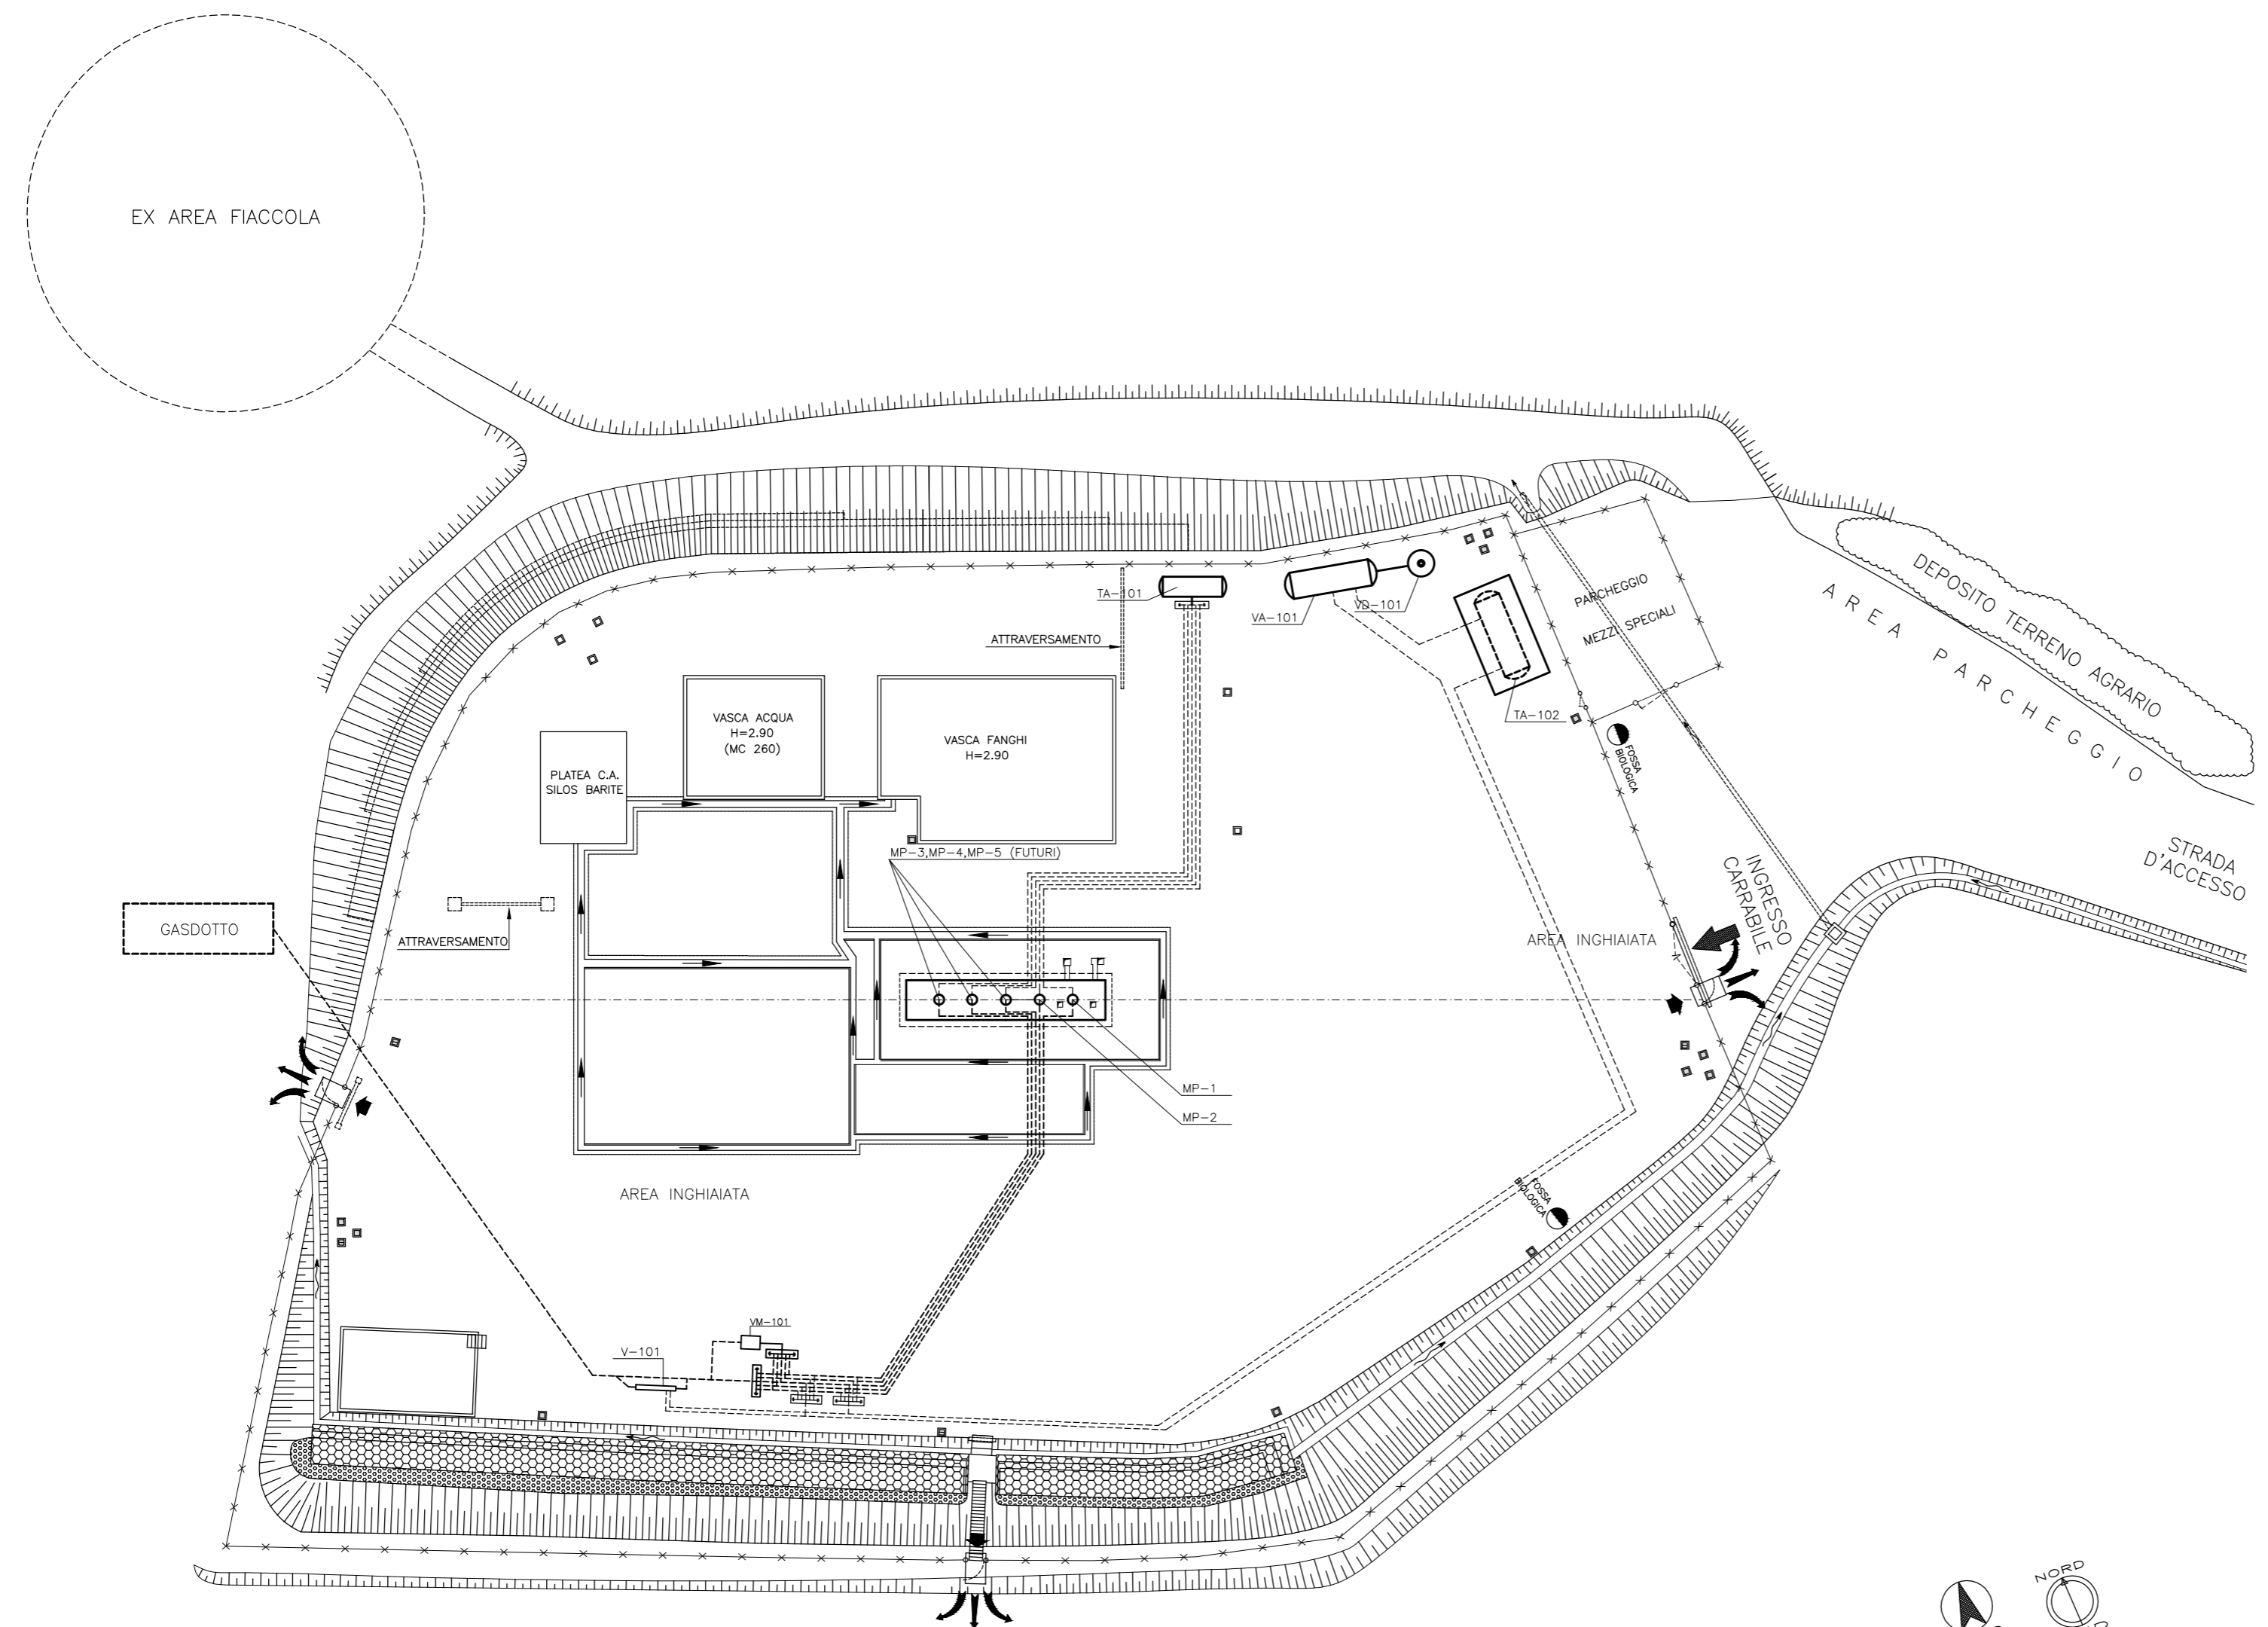 EX AREA FIACCOLA
DEPOSITO TERRENO AGRARIO
AREA PARCHEGGIO
PARCHEGGIO
MEZZI SPECIALI
TA-101
VA-101
VD-101
TA-102
ATTRAVERSAMENTO
VASCA ACQUA
H=2.90
(MC 260)
VASCA FANGHI
H=2.90
PLATEA C.A.
SILOS BARITE
FOSSA
BIOLOGICA
MP-3,MP-4,MP-5 (FUTURI)
STRADA
D'ACCESSO
INGRESSO
CARRABILE
AREA INGHIAIATA
GASDOTTO
ATTRAVERSAMENTO
MP-1
MP-2
AREA INGHIAIATA
FOSSA
BIOLOGICA
VM-101
V-101
NORD